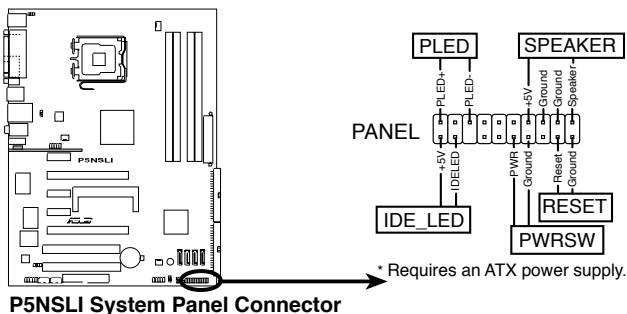 PLED
SPEAKER
PLED+
PLED-
+5V
Ground
Ground
Speaker
PANEL
+5V
IDELED
PWR
Ground
Reset
Ground
IDE_LED
RESET
PWRSW
* Requires an ATX power supply.
P5NSLI
ASUS
P5NSLI System Panel Connector